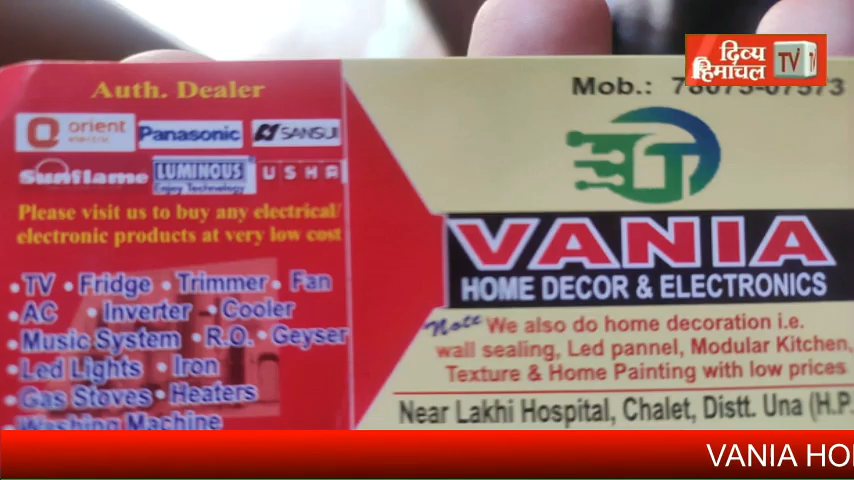 दिव्य
हिमाचल
TV
Auth. Dealer
Mob.:
orient
electric
Panasonic
SANSUI
Sunflame
LUMINOUS
Enjoy Technology
USHA
Please visit us to buy any electrical/
electronic products at very low cost
• TV • Fridge • Trimmer • Fan
• AC • Inverter • Cooler
• Music System • R.O. • Geyser
• Led Lights • Iron
• Gas Stoves • Heaters
• Washing Machine
VANIA
HOME DECOR & ELECTRONICS
Note We also do home decoration i.e.
wall sealing, Led pannel, Modular Kitchen,
Texture & Home Painting with low prices
Near Lakhi Hospital, Chalet, Distt. Una (H.P.
VANIA HO